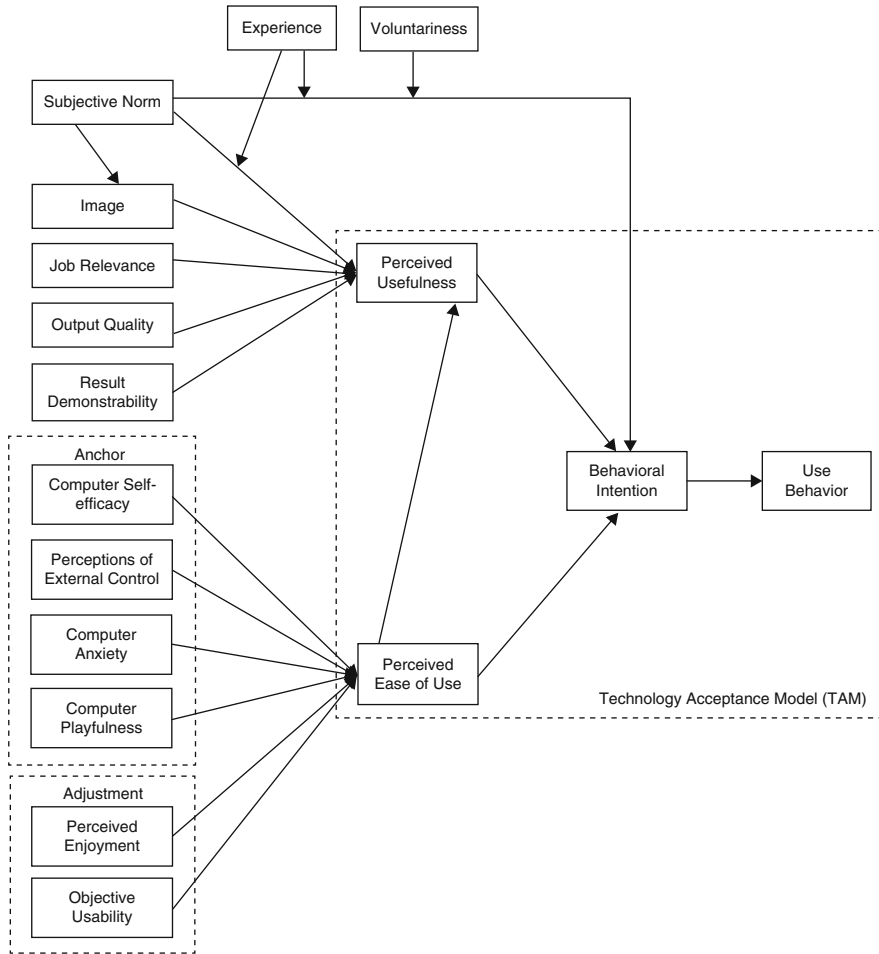 Experience
Voluntariness
Subjective Norm
Image
Job Relevance
Output Quality
Result
Demonstrability
Perceived
Usefulness
Anchor
Computer Self-
efficacy
Perceptions of
External Control
Computer
Anxiety
Computer
Playfulness
Behavioral
Intention
Use
Behavior
Perceived
Ease of Use
Technology Acceptance Model (TAM)
Adjustment
Perceived
Enjoyment
Objective
Usability